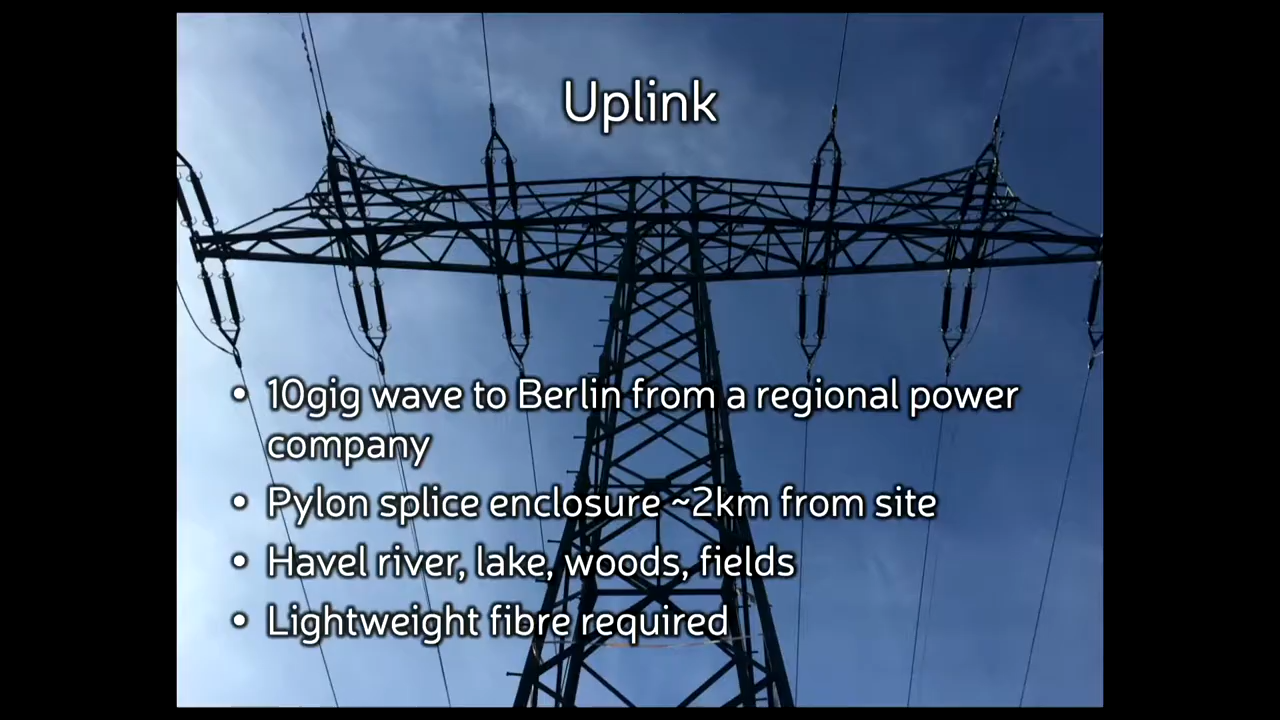 Uplink
• 10gig wave to Berlin from a regional power
company
• Pylon splice enclosure ~2km from site
• Havel river, lake, woods, fields
• Lightweight fibre required